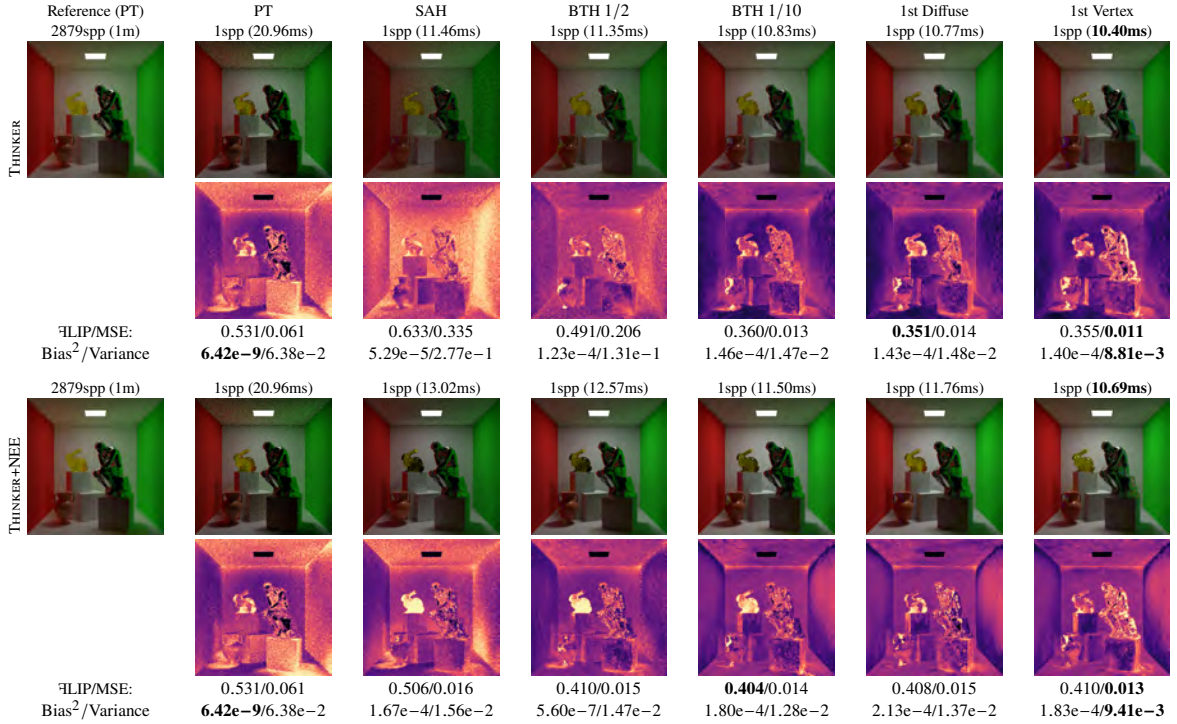 Reference (PT) PT SAH BTH 1/2 BTH 1/10 1st Diffuse 1st Vertex
2879spp (1m) 1spp (20.96ms) 1spp (11.46ms) 1spp (11.35ms) 1spp (10.83ms) 1spp (10.77ms) 1spp (10.40ms)
THINKER
ꟻLIP/MSE: 0.531/0.061 0.633/0.335 0.491/0.206 0.360/0.013 0.351/0.014 0.355/0.011
Bias²/Variance 6.42e−9/6.38e−2 5.29e−5/2.77e−1 1.23e−4/1.31e−1 1.46e−4/1.47e−2 1.43e−4/1.48e−2 1.40e−4/8.81e−3
2879spp (1m) 1spp (20.96ms) 1spp (13.02ms) 1spp (12.57ms) 1spp (11.50ms) 1spp (11.76ms) 1spp (10.69ms)
THINKER+NEE
ꟻLIP/MSE: 0.531/0.061 0.506/0.016 0.410/0.015 0.404/0.014 0.408/0.015 0.410/0.013
Bias²/Variance 6.42e−9/6.38e−2 1.67e−4/1.56e−2 5.60e−7/1.47e−2 1.80e−4/1.28e−2 2.13e−4/1.37e−2 1.83e−4/9.41e−3